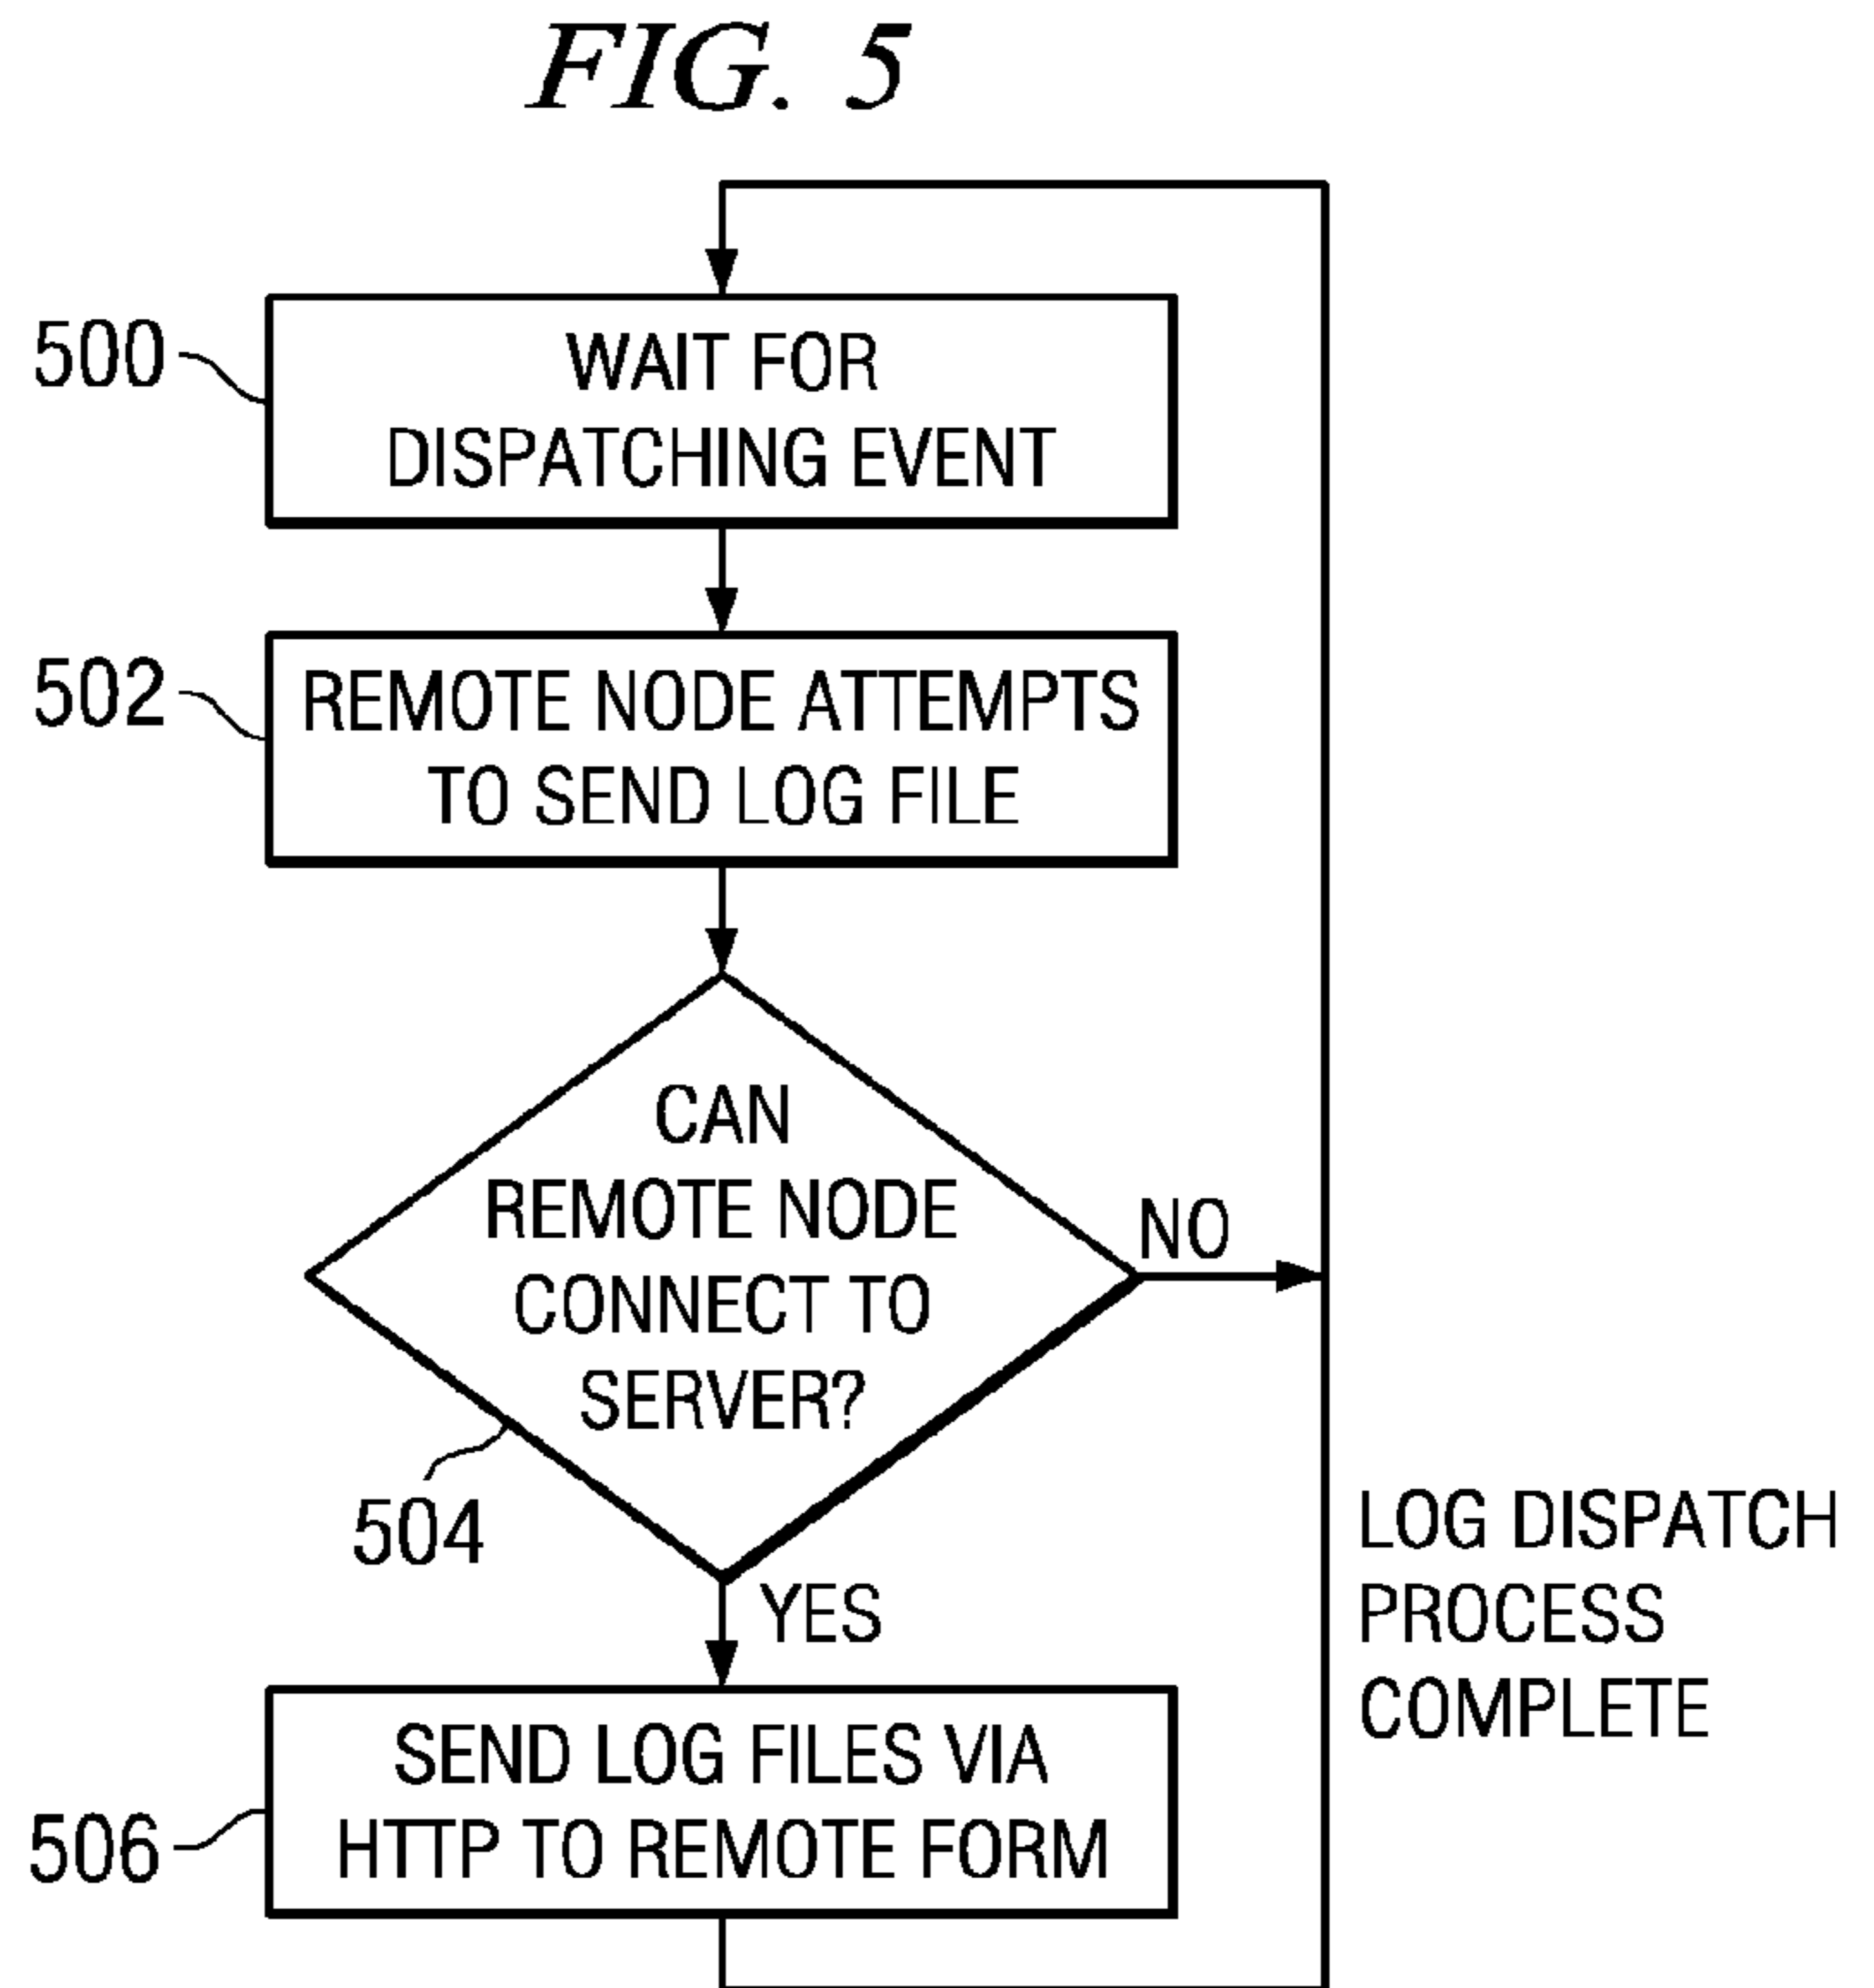 FIG. 5
500
WAIT FOR
DISPATCHING EVENT
502
REMOTE NODE ATTEMPTS
TO SEND LOG FILE
CAN
REMOTE NODE
CONNECT TO
SERVER?
NO
504
YES
LOG DISPATCH
PROCESS
COMPLETE
506
SEND LOG FILES VIA
HTTP TO REMOTE FORM